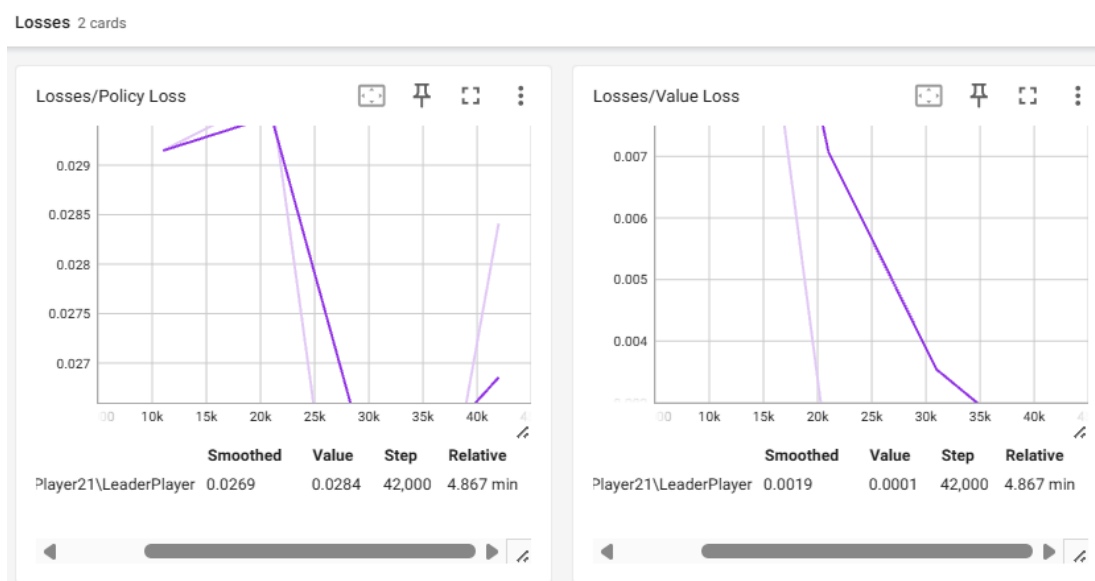 Losses 2 cards
Losses/Policy Loss
0.029
0.0285
0.028
0.0275
0.027
00 10k 15k 20k 25k 30k 35k 40k
Smoothed Value Step Relative
Player21\LeaderPlayer 0.0269 0.0284 42,000 4.867 min
Losses/Value Loss
0.007
0.006
0.005
0.004
00 10k 15k 20k 25k 30k 35k 40k
Smoothed Value Step Relative
Player21\LeaderPlayer 0.0019 0.0001 42,000 4.867 min